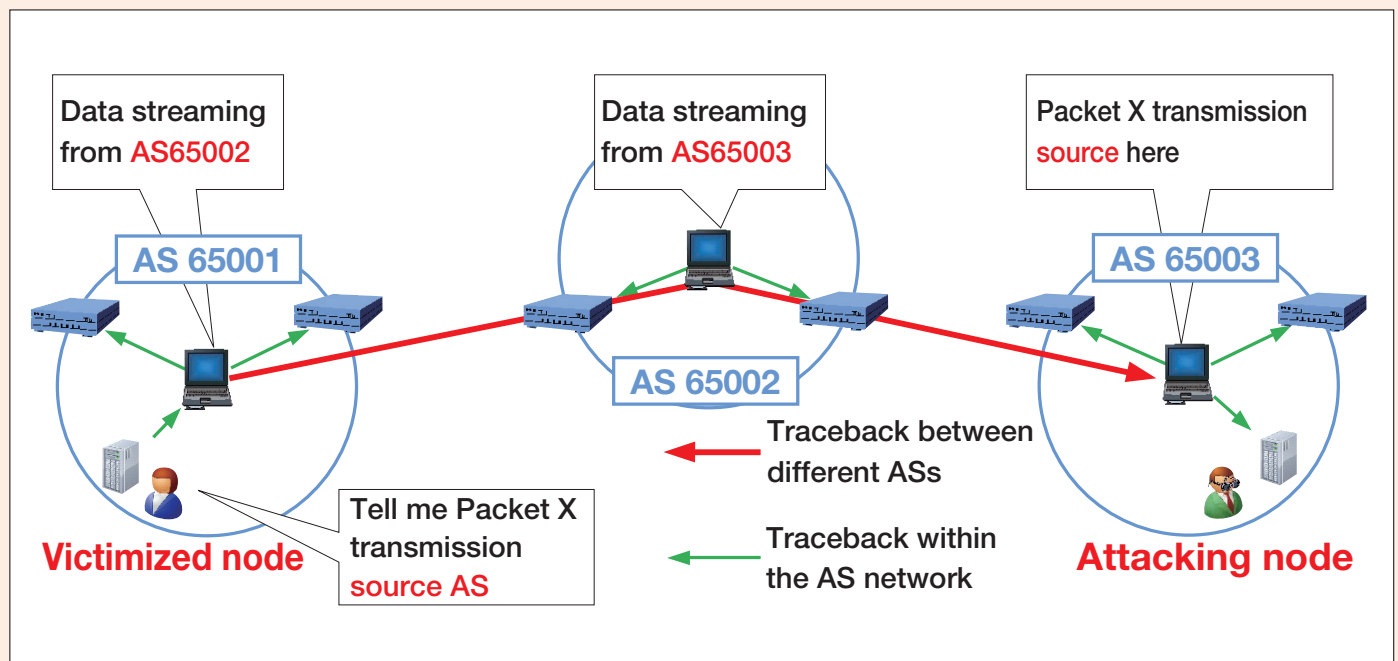 Data streaming
from AS65002
Data streaming
from AS65003
Packet X transmission
source here
AS 65001
AS 65003
AS 65002
Traceback between
different ASs
Tell me Packet X
transmission
source AS
Traceback within
the AS network
Victimized node
Attacking node